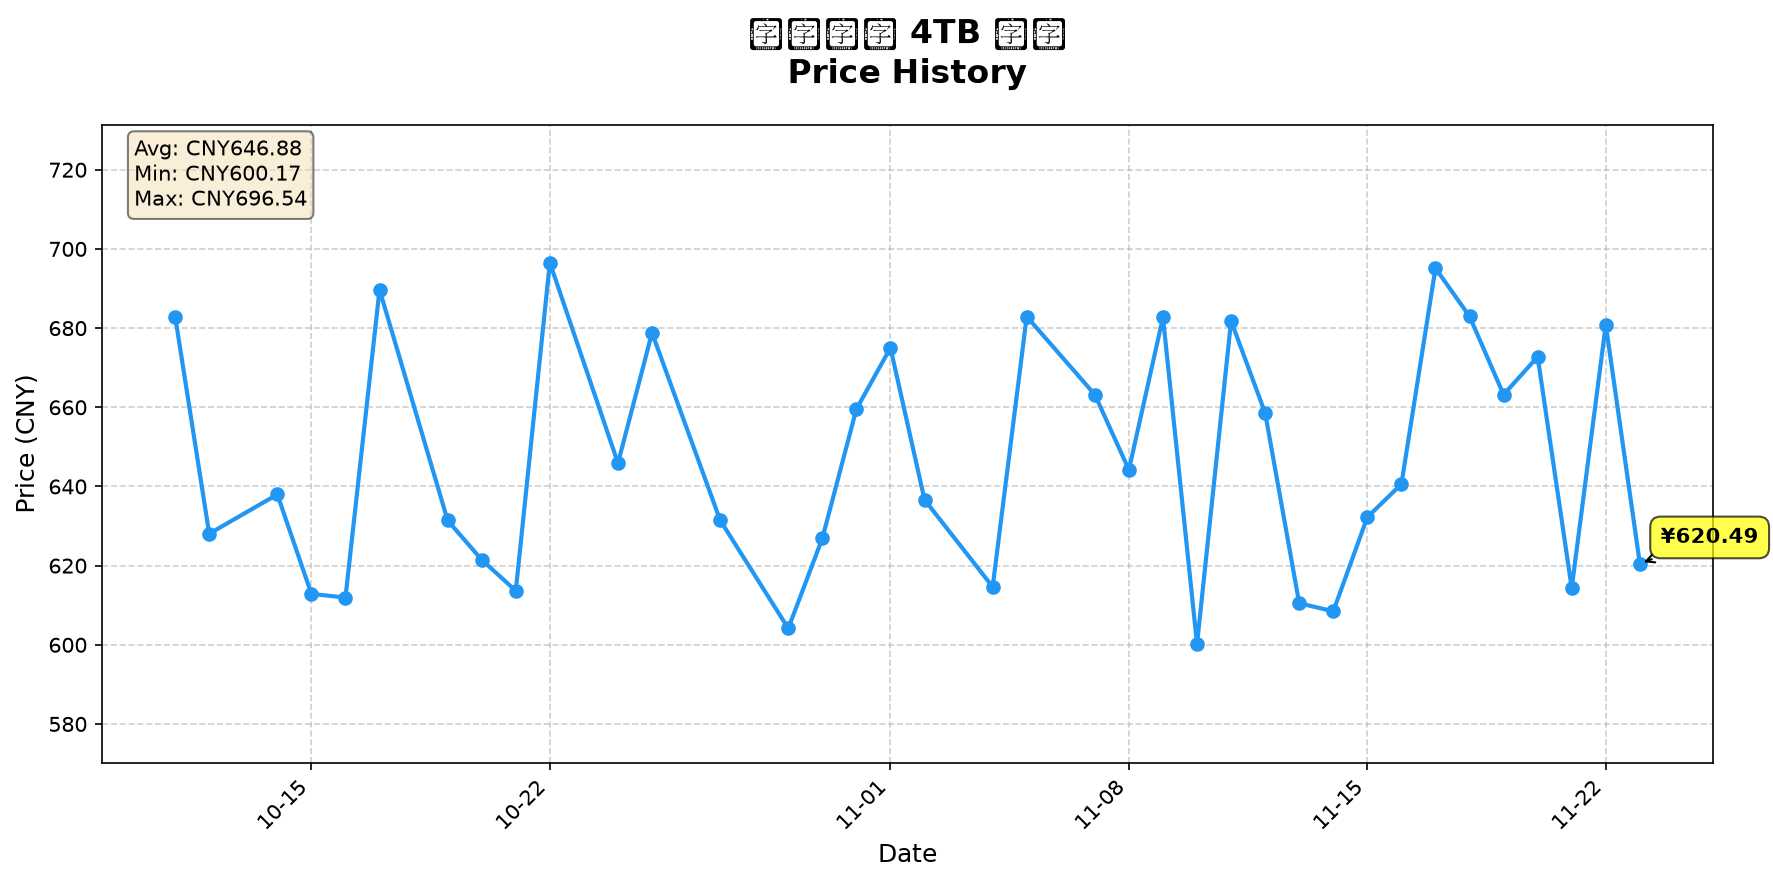 4TB
Price History
Avg: CNY646.88
Min: CNY600.17
Max: CNY696.54
720
700
680
660
640
620
600
580
Price (CNY)
¥620.49
10-15
10-22
11-01
11-08
11-15
11-22
Date